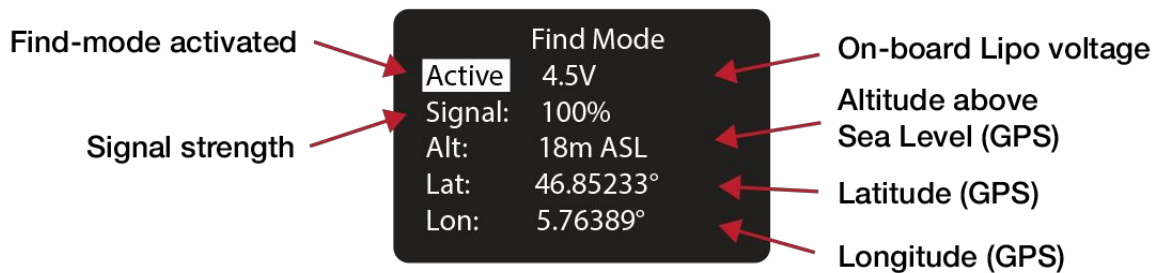 Find-mode activated
Signal strength
Find Mode
Active 4.5V
Signal: 100%
Alt: 18m ASL
Lat: 46.85233°
Lon: 5.76389°
On-board Lipo voltage
Altitude above
Sea Level (GPS)
Latitude (GPS)
Longitude (GPS)